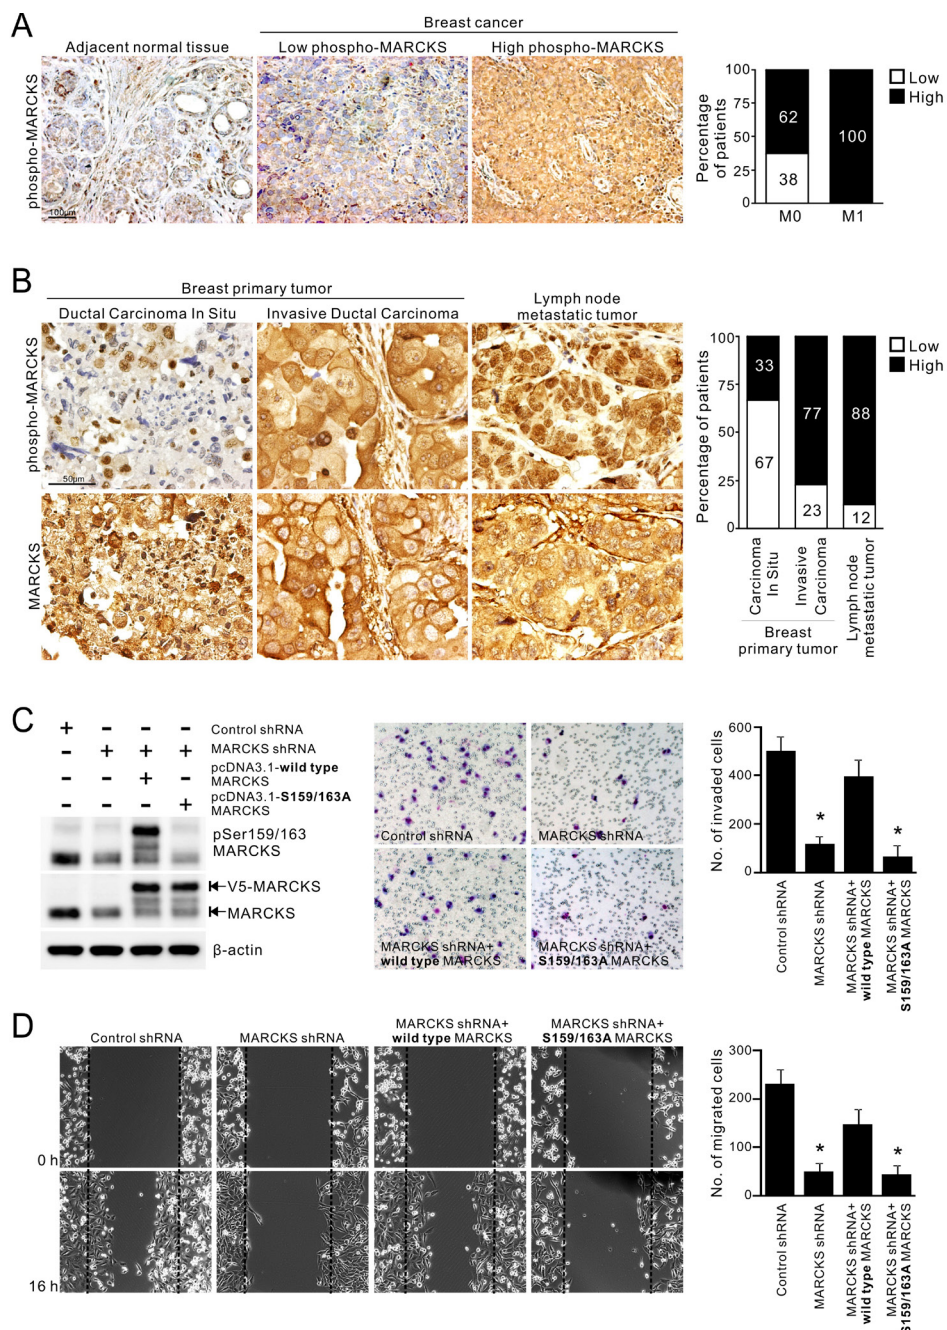 A
Breast cancer
Adjacent normal tissue
Low phospho-MARCKS
High phospho-MARCKS
phospho-MARCKS
100μm
Percentage
of patients
100
75
50
25
0
62
38
100
M0
M1
Low
High
B
Breast primary tumor
Ductal Carcinoma In Situ
Invasive Ductal Carcinoma
Lymph node
metastatic tumor
phospho-MARCKS
50μm
MARCKS
Percentage of patients
100
75
50
25
0
33
67
77
23
88
12
Low
High
Carcinoma
In Situ
Invasive
Carcinoma
Lymph node
metastatic tumor
Breast
primary tumor
C
+ - - - Control shRNA
- + + + MARCKS shRNA
- - + - pcDNA3.1-wild type
MARCKS
- - - + pcDNA3.1-S159/163A
MARCKS
pSer159/163
MARCKS
V5-MARCKS
MARCKS
β-actin
Control shRNA
MARCKS shRNA
MARCKS shRNA+
wild type MARCKS
MARCKS shRNA+
S159/163A MARCKS
No. of invaded cells
600
400
200
0
*
*
Control shRNA
MARCKS shRNA
MARCKS shRNA+
wild type MARCKS
MARCKS shRNA+
S159/163A MARCKS
D
Control shRNA
MARCKS shRNA
MARCKS shRNA+
wild type MARCKS
MARCKS shRNA+
S159/163A MARCKS
0 h
16 h
No. of migrated cells
300
200
100
0
*
*
Control shRNA
MARCKS shRNA
MARCKS shRNA+
wild type MARCKS
MARCKS shRNA+
S159/163A MARCKS